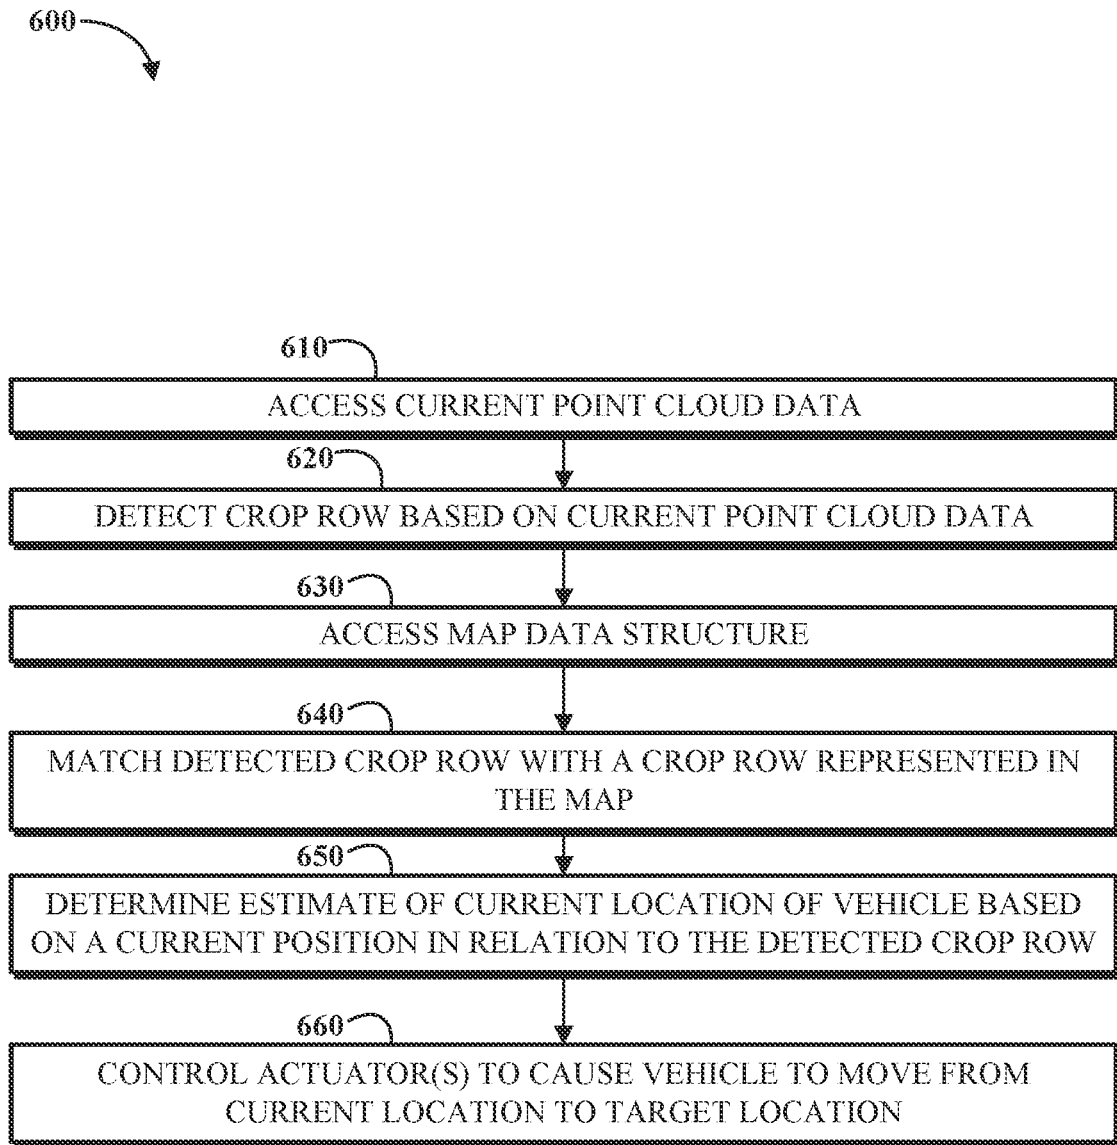 600
610
ACCESS CURRENT POINT CLOUD DATA
620
DETECT CROP ROW BASED ON CURRENT POINT CLOUD DATA
630
ACCESS MAP DATA STRUCTURE
640
MATCH DETECTED CROP ROW WITH A CROP ROW REPRESENTED IN
THE MAP
650
DETERMINE ESTIMATE OF CURRENT LOCATION OF VEHICLE BASED
ON A CURRENT POSITION IN RELATION TO THE DETECTED CROP ROW
660
CONTROL ACTUATOR(S) TO CAUSE VEHICLE TO MOVE FROM
CURRENT LOCATION TO TARGET LOCATION